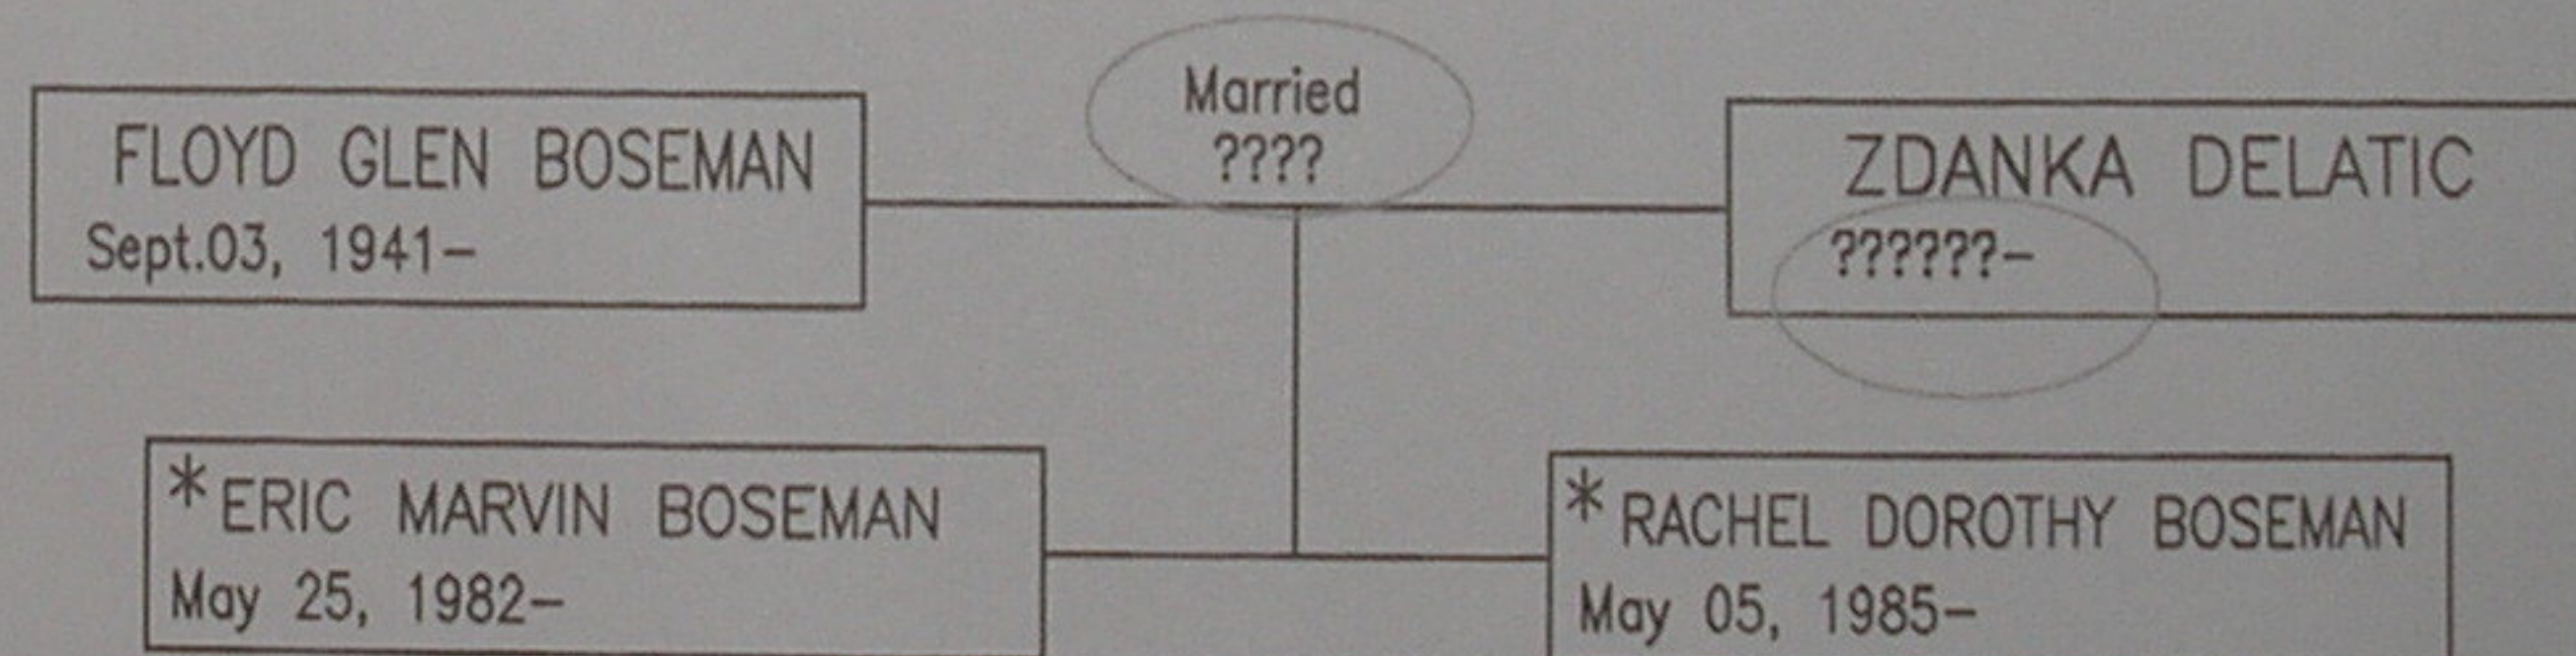 Married
????
FLOYD GLEN BOSEMAN
Sept.03, 1941–
ZDANKA DELATIC
??????–
*ERIC MARVIN BOSEMAN
May 25, 1982–
*RACHEL DOROTHY BOSEMAN
May 05, 1985–